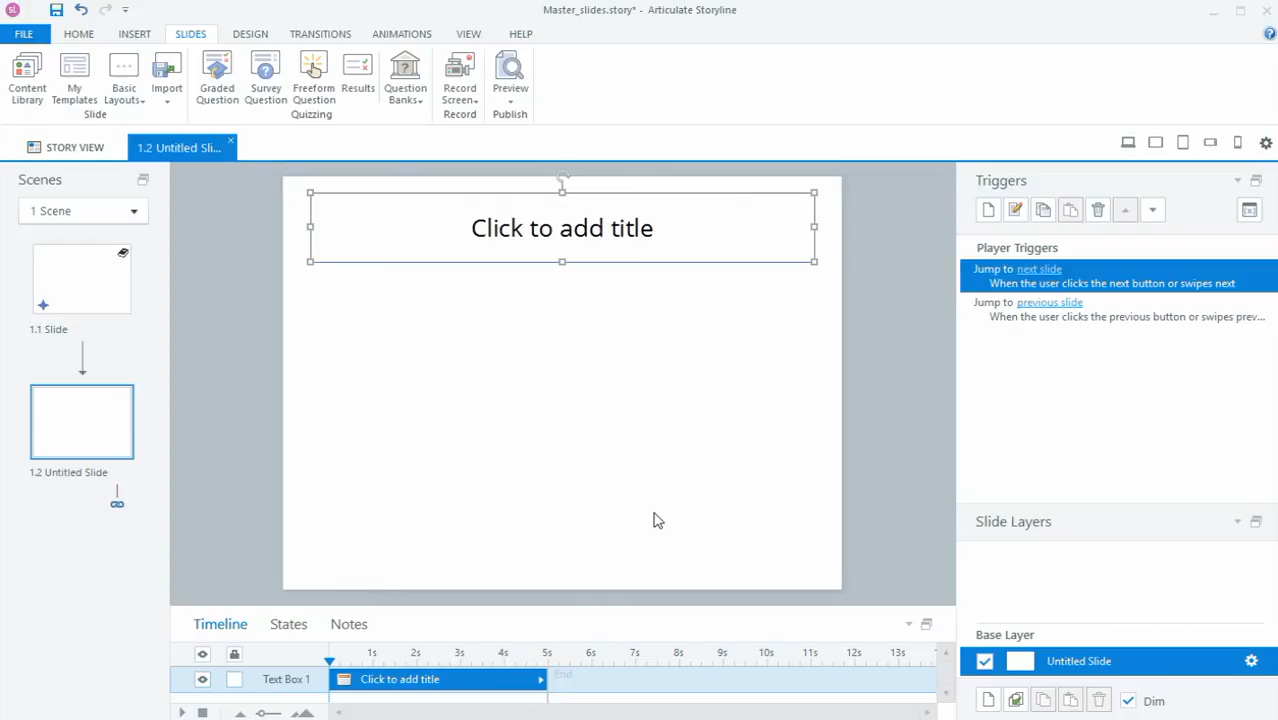 Master_slides.story* - Articulate Storyline
FILE HOME INSERT SLIDES DESIGN TRANSITIONS ANIMATIONS VIEW HELP
Content Library
My Templates
Basic Layouts
Import
Graded Question
Survey Question
Freeform Question
Results
Question Banks
Record Screen
Preview
Slide Quizzing Record Publish
STORY VIEW 1.2 Untitled Sli...
Scenes
1 Scene
1.1 Slide
1.2 Untitled Slide
Click to add title
Triggers
Player Triggers
Jump to next slide
When the user clicks the next button or swipes next
Jump to previous slide
When the user clicks the previous button or swipes prev...
Slide Layers
Base Layer
Untitled Slide
Dim
Timeline States Notes
1s 2s 3s 4s 5s 6s 7s 8s 9s 10s 11s 12s 13s
Text Box 1 Click to add title End